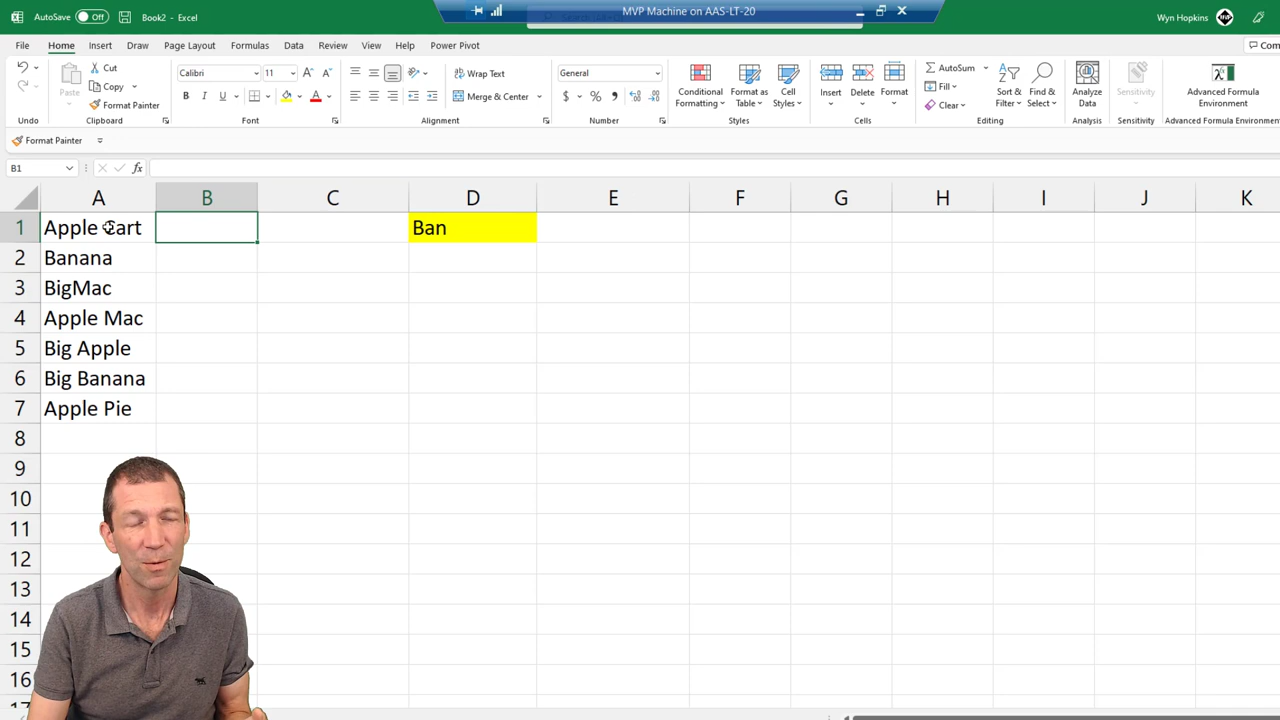 AutoSave Off Book2 - Excel MVP Machine on AAS-LT-20 Wyn Hopkins
File Home Insert Draw Page Layout Formulas Data Review View Help Power Pivot Com
Cut
Copy
Format Painter
Paste
Calibri 11
B I U
A A
Wrap Text
Merge & Center
General
$ % ,
Conditional Formatting
Format as Table
Cell Styles
Insert Delete Format
AutoSum
Fill
Clear
Sort & Filter
Find & Select
Analyze Data
Sensitivity
Advanced Formula Environment
Undo Clipboard Font Alignment Number Styles Cells Editing Analysis Sensitivity Advanced Formula Environment
Format Painter
B1 fx
A B C D E F G H I J K
1 Apple Cart Ban
2 Banana
3 BigMac
4 Apple Mac
5 Big Apple
6 Big Banana
7 Apple Pie
8
9
10
11
12
13
14
15
16